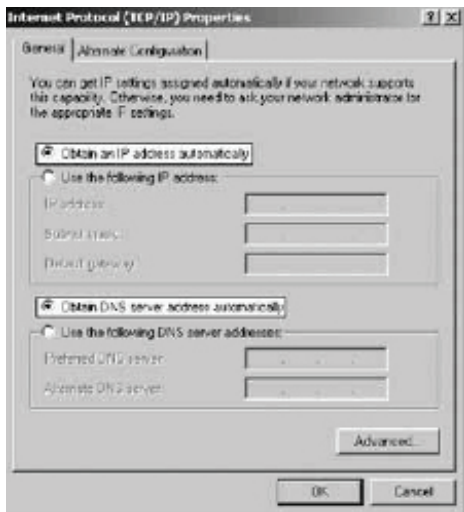 Internet Protocol (TCP/IP) Properties
General
Alternate Configuration
You can get IP settings assigned automatically if your network supports
this capability. Otherwise, you need to ask your network administrator for
the appropriate IP settings.
Obtain an IP address automatically
Use the following IP address:
IP address:
Subnet mask:
Default gateway:
Obtain DNS server address automatically
Use the following DNS server addresses:
Preferred DNS server:
Alternate DNS server:
Advanced...
OK
Cancel